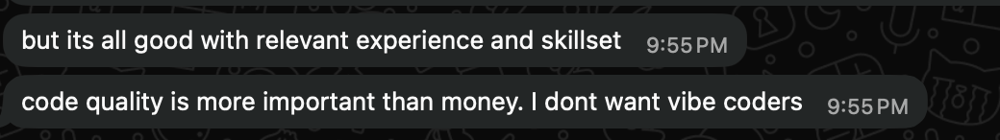 but its all good with relevant experience and skillset 9:55 PM
code quality is more important than money. I dont want vibe coders 9:55 PM